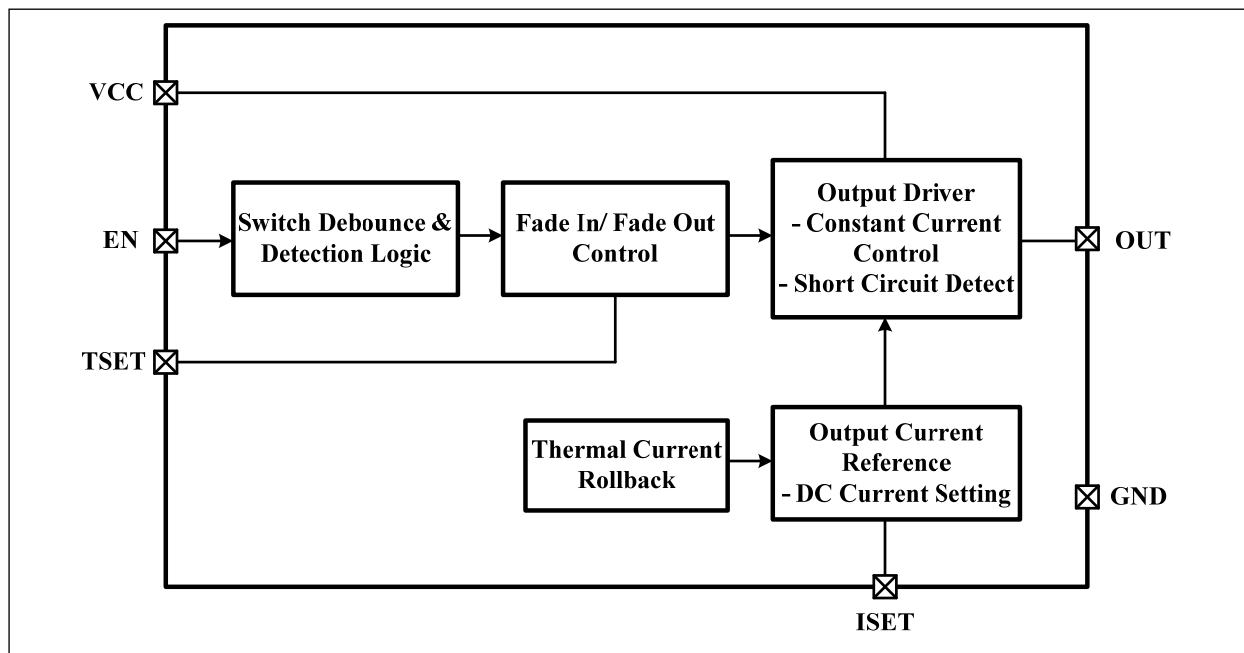 VCC
EN
Switch Debounce &
Detection Logic
Fade In/ Fade Out
Control
Output Driver
- Constant Current
Control
- Short Circuit Detect
OUT
TSET
Thermal Current
Rollback
Output Current
Reference
- DC Current Setting
GND
ISET